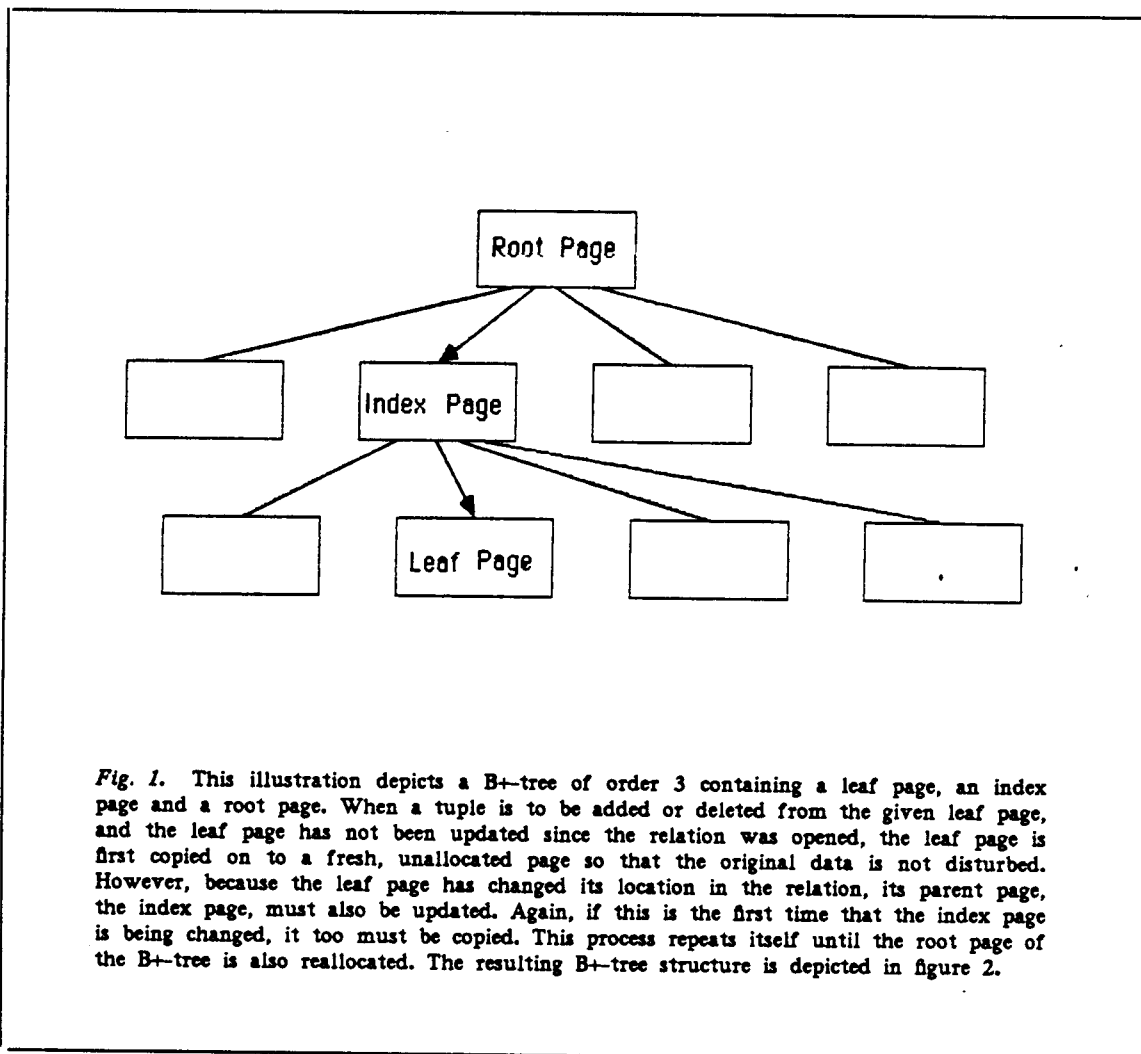 Root Page
Index Page
Leaf Page
Fig. 1. This illustration depicts a B+-tree of order 3 containing a leaf page, an index
page and a root page. When a tuple is to be added or deleted from the given leaf page,
and the leaf page has not been updated since the relation was opened, the leaf page is
first copied on to a fresh, unallocated page so that the original data is not disturbed.
However, because the leaf page has changed its location in the relation, its parent page,
the index page, must also be updated. Again, if this is the first time that the index page
is being changed, it too must be copied. This process repeats itself until the root page of
the B+-tree is also reallocated. The resulting B+-tree structure is depicted in figure 2.